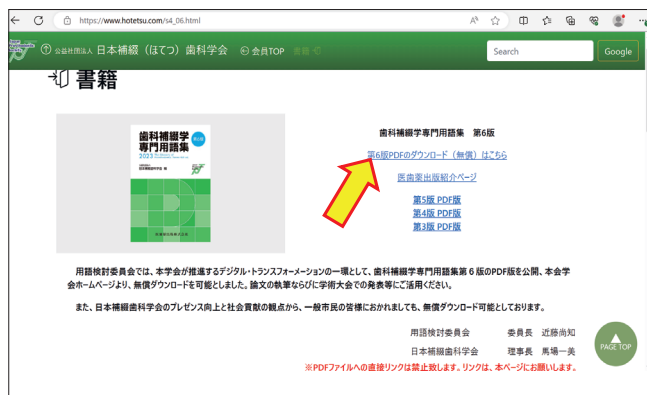 https://www.hotetsu.com/s4_06.html
公益社団法人 日本補綴（ほてつ）歯科学会
会員TOP
Search
Google
書籍
歯科補綴学
専門用語集
2023
日本補綴歯科学会 編
医歯薬出版株式会社
歯科補綴学専門用語集　第6版
第6版PDFのダウンロード（無償）はこちら
医歯薬出版紹介ページ
第5版 PDF版
第4版 PDF版
第3版 PDF版
用語検討委員会では、本学会が推進するデジタル・トランスフォーメーションの一環として、歯科補綴学専門用語集第 6 版のPDF版を公開、本会学
会ホームページより、無償ダウンロードを可能としました。論文の執筆ならびに学術大会での発表等にご活用ください。
また、日本補綴歯科学会のプレゼンス向上と社会貢献の観点から、一般市民の皆様におかれましても、無償ダウンロード可能としております。
用語検討委員会　委員長　近藤尚知
日本補綴歯科学会　理事長　馬場一美
PAGE TOP
※PDFファイルへの直接リンクは禁止致します。リンクは、本ページにお願いします。